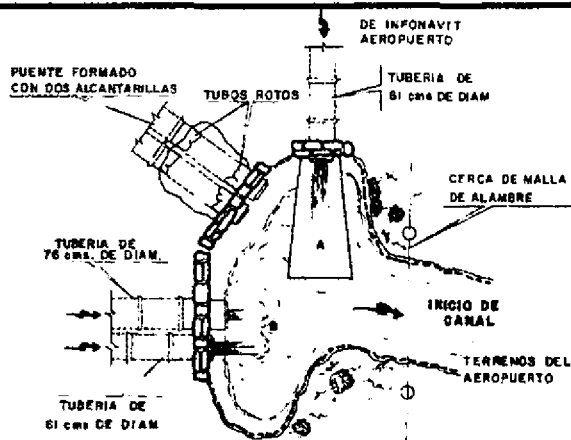 DE INFONAVIT
AEROPUERTO
PUENTE FORMADO
CON DOS ALCANTARILLAS
TUBOS ROTOS
TUBERIA DE
61 cms DE DIAM
CERCA DE MALLA
DE ALAMBRE
A
TUBERIA DE
76 cms. DE DIAM.
B
INICIO DE
CANAL
TERRENOS DEL
AEROPUERTO
TUBERIA DE
61 cms DE DIAM